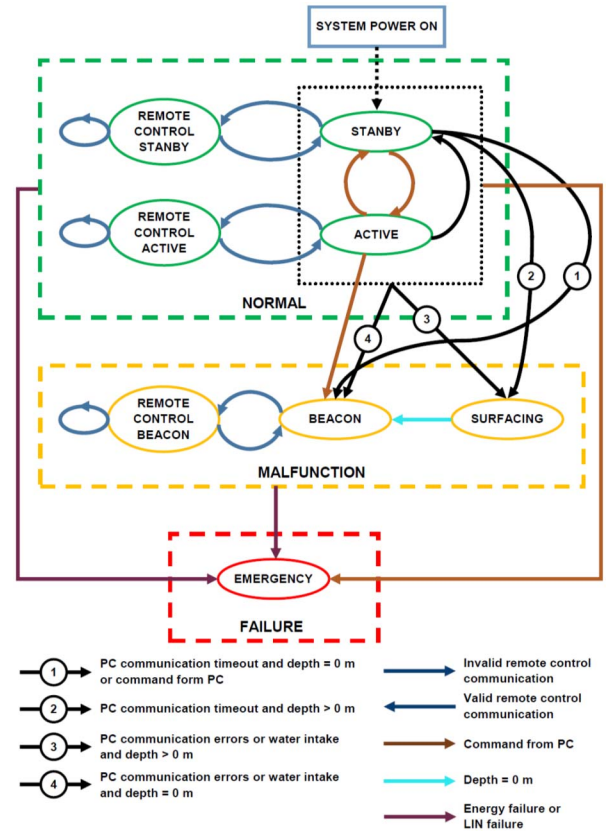 SYSTEM POWER ON
REMOTE
CONTROL
STANBY
STANBY
REMOTE
CONTROL
ACTIVE
ACTIVE
NORMAL
2
1
3
4
REMOTE
CONTROL
BEACON
BEACON
SURFACING
MALFUNCTION
EMERGENCY
FAILURE
1
PC communication timeout and depth = 0 m
or command form PC
2
PC communication timeout and depth > 0 m
3
PC communication errors or water intake
and depth > 0 m
4
PC communication errors or water intake
and depth = 0 m
Invalid remote control
communication
Valid remote control
communication
Command from PC
Depth = 0 m
Energy failure or
LIN failure